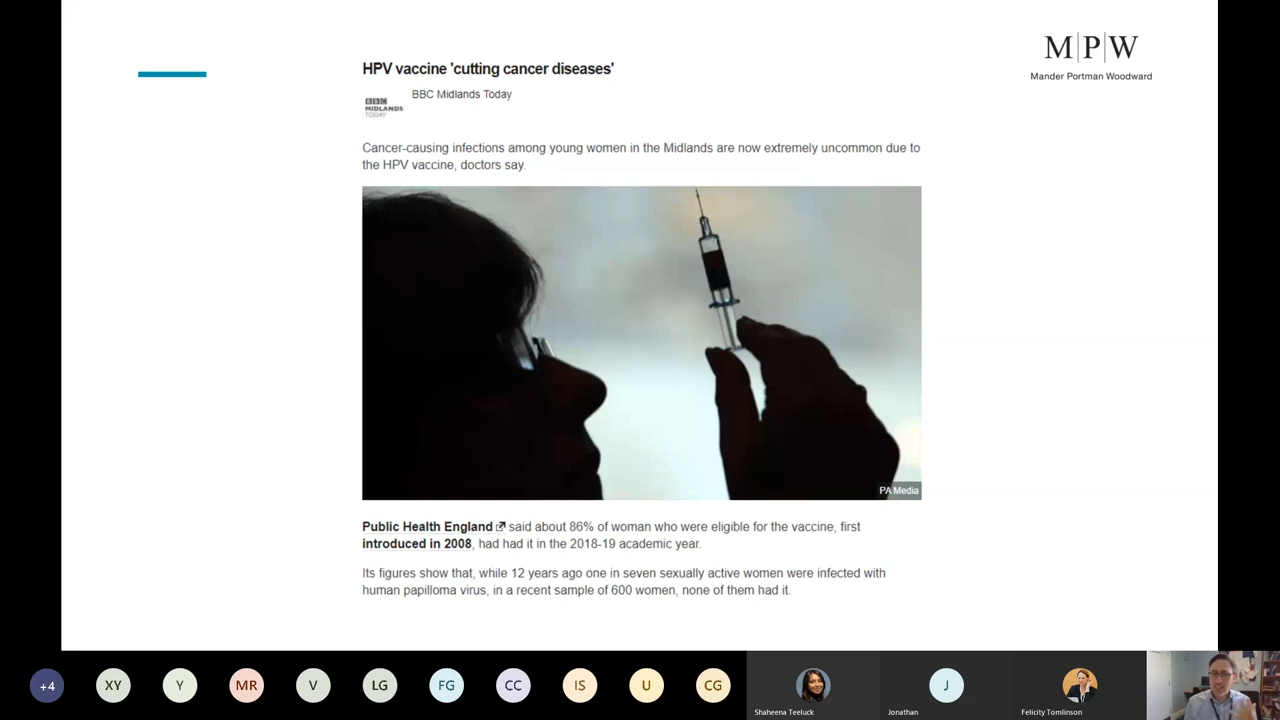 M|P|W
Mander Portman Woodward
HPV vaccine 'cutting cancer diseases'
BBC
MIDLANDS
TODAY
BBC Midlands Today
Cancer-causing infections among young women in the Midlands are now extremely uncommon due to
the HPV vaccine, doctors say.
PA Media
Public Health England said about 86% of woman who were eligible for the vaccine, first
introduced in 2008, had had it in the 2018-19 academic year.
Its figures show that, while 12 years ago one in seven sexually active women were infected with
human papilloma virus, in a recent sample of 600 women, none of them had it.
+4 XY Y MR V LG FG CC IS U CG J
Shaheena Teeluck Jonathan Felicity Tomlinson